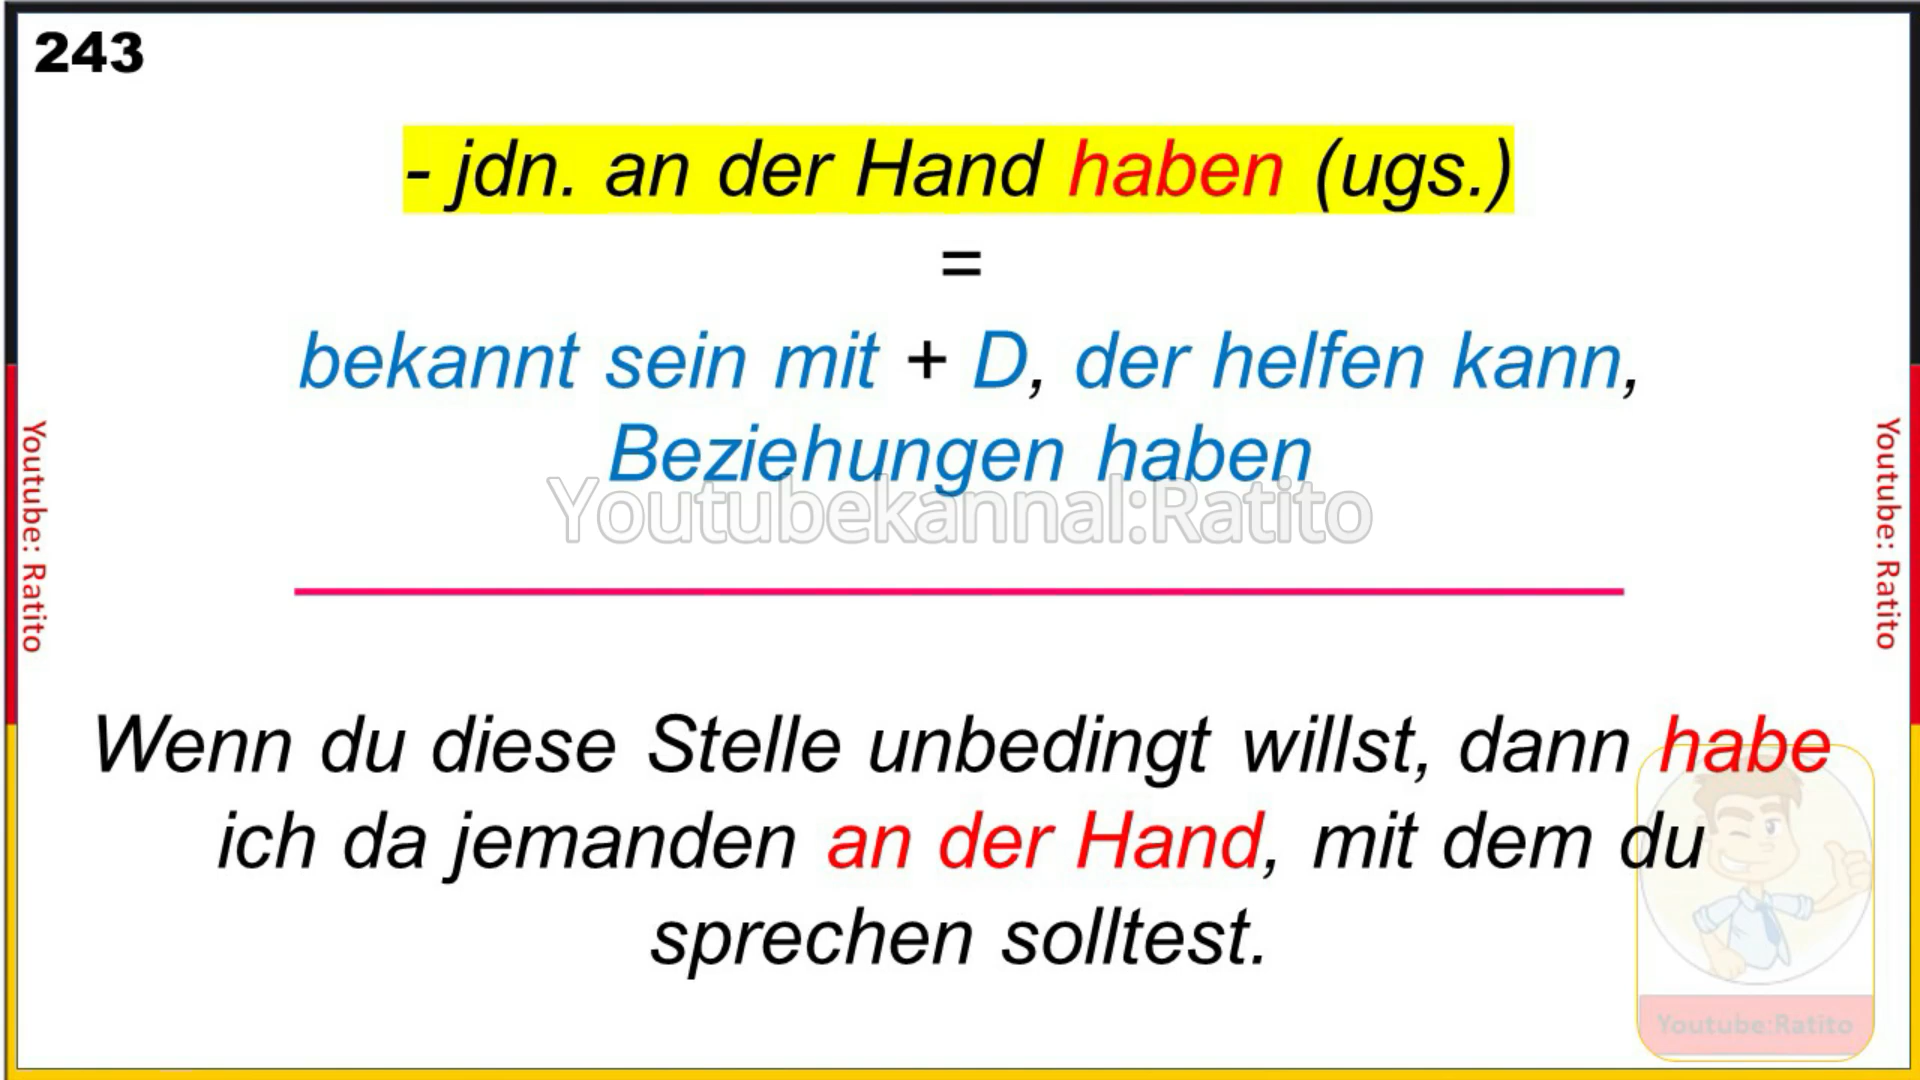 243
- jdn. an der Hand haben (ugs.)
=
bekannt sein mit + D, der helfen kann,
Beziehungen haben
Youtubekannal:Ratito
Youtube: Ratito
Youtube: Ratito
Wenn du diese Stelle unbedingt willst, dann habe
ich da jemanden an der Hand, mit dem du
sprechen solltest.
Youtube:Ratito